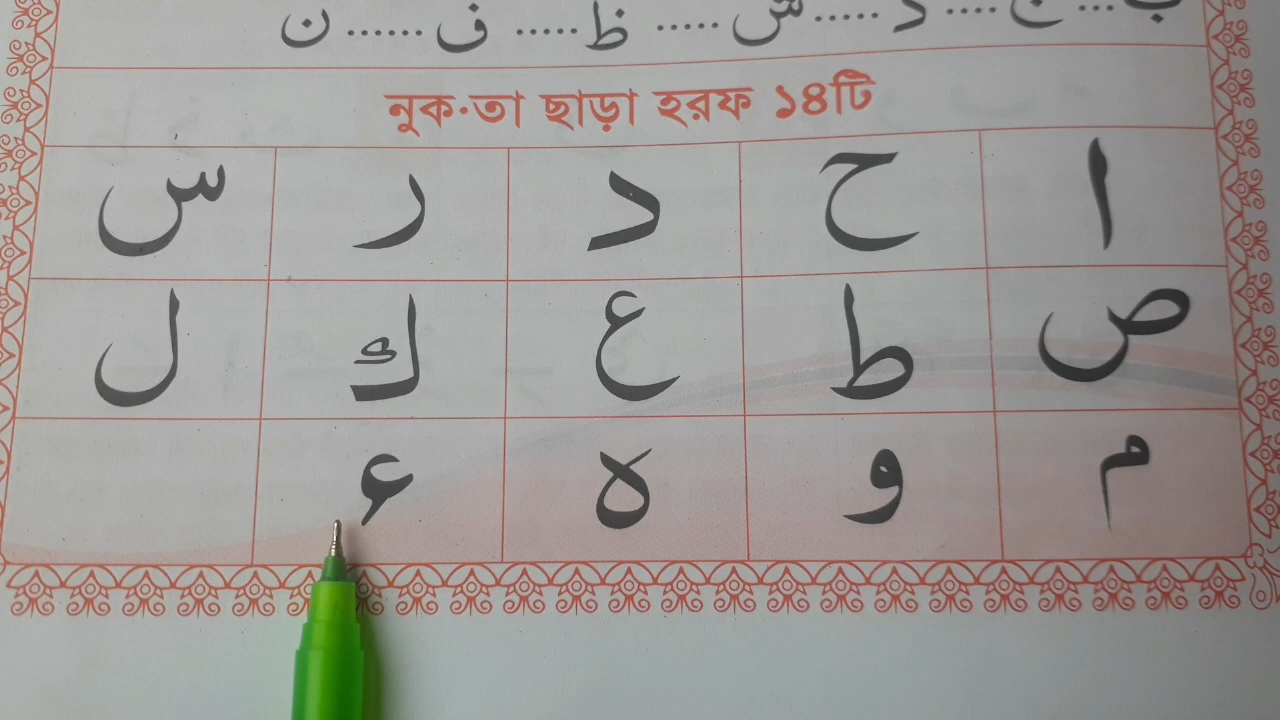 ج .... د ...... ش ..... ظ ..... ف ...... ن
নুক·তা ছাড়া হরফ ১৪টি
ا ح د ر س
ص ط ع ك ل
م و ه ء